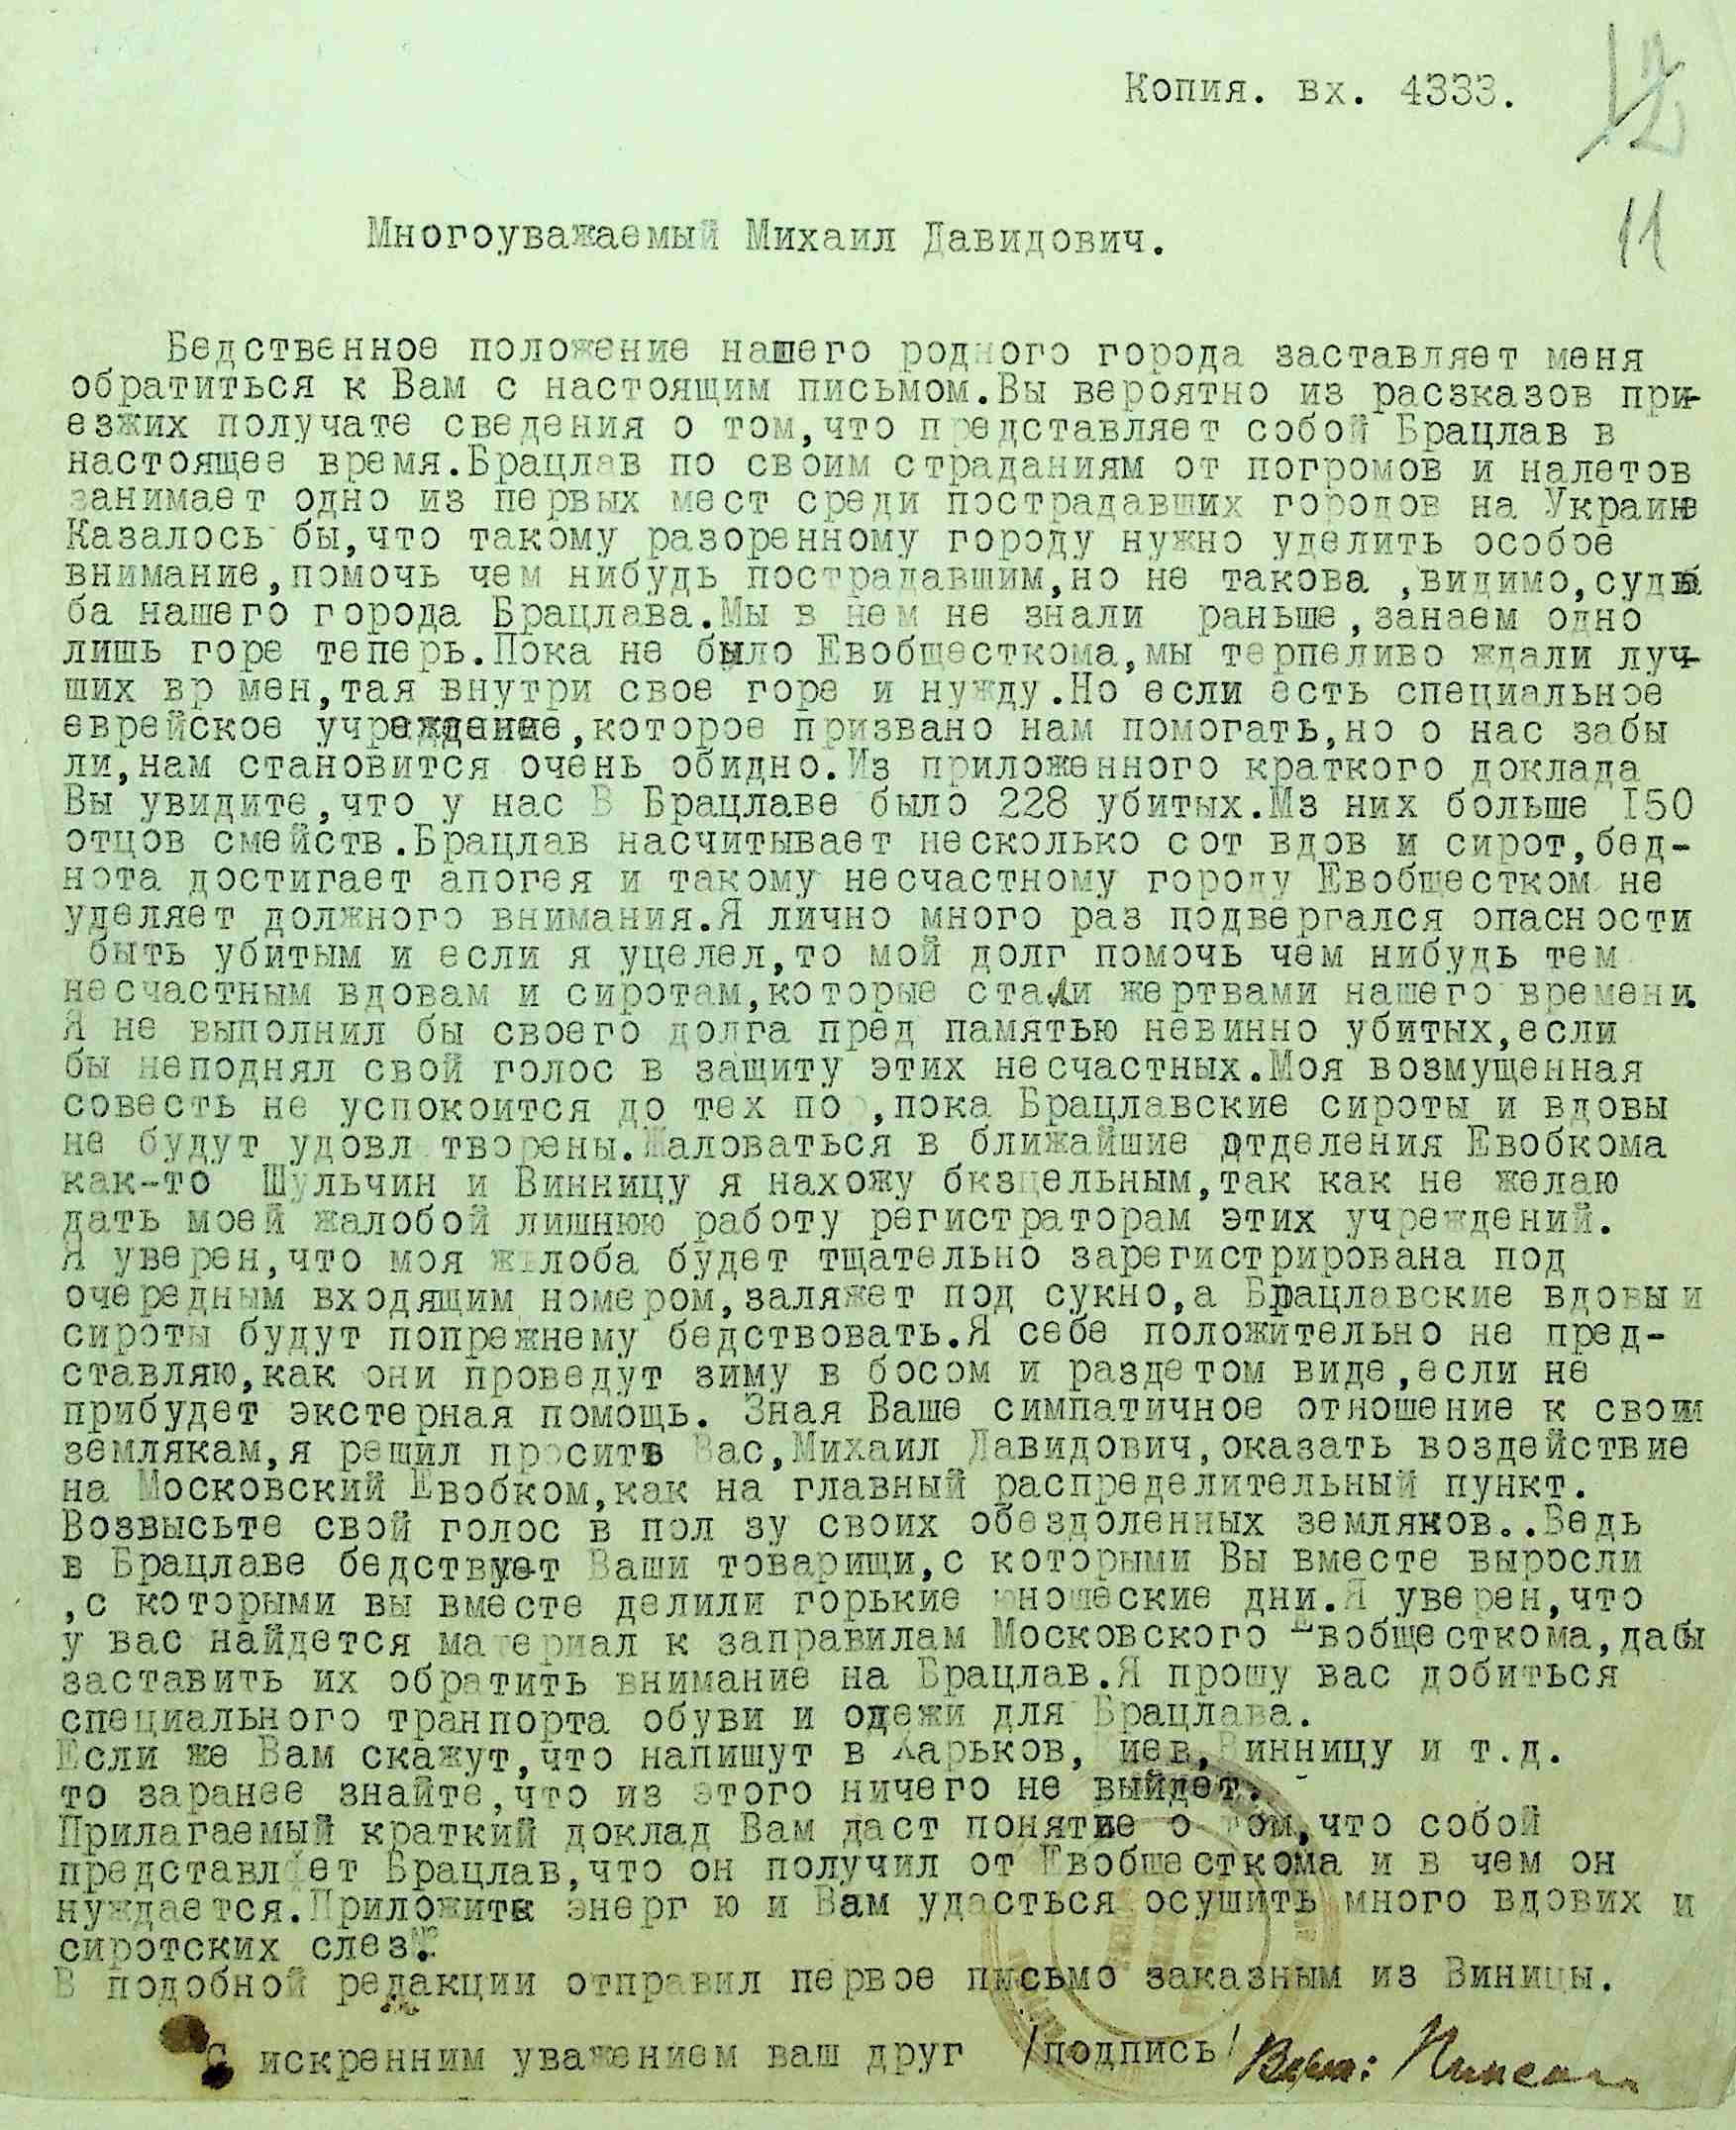 Копия. вх. 4333.
12
11
Многоуважаемый Михаил Давидович.
Бедственное положение нашего родного города заставляет меня
обратиться к Вам с настоящим письмом.Вы вероятно из разсказов при-
езжих получате сведения о том,что представляет собой Брацлав в
настоящее время.Брацлав по своим страданиям от погромов и налетов
занимает одно из первых мест среди пострадавших городов на Украине
Казалось бы,что такому разоренному городу нужно уделить особое
внимание,помочь чем нибудь пострадавшим,но не такова ,видимо,судь
ба нашего города Брацлава.Мы в нем не знали раньше,занаем одно
лишь горе теперь.Пока не было Евобщесткома,мы терпеливо ждали луч-
ших вр мен,тая внутри свое горе и нужду.Но если есть специальное
еврейское учреждение,которое призвано нам помогать,но о нас забы
ли,нам становится очень обидно.Из приложенного краткого доклада
Вы увидите,что у нас В Брацлаве было 228 убитых.Мз них больше I50
отцов смейств.Брацлав насчитывает несколько сот вдов и сирот,бед-
нота достигает апогея и такому несчастному городу Евобщестком не
уделяет должного внимания.Я лично много раз подвергался опасности
быть убитым и если я уцелел,то мой долг помочь чем нибудь тем
несчастным вдовам и сиротам,которые стали жертвами нашего времени.
Я не выполнил бы своего долга пред памятью невинно убитых,если
бы неподнял свой голос в защиту этих несчастных.Моя возмущенная
совесть не успокоится до тех по ,пока Брацлавские сироты и вдовы
не будут удовл творены.Жаловаться в ближайшие отделения Евобкома
как-то Шульчин и Винницу я нахожу бкзцельным,так как не желаю
дать моей жалобой лишнюю работу регистраторам этих учреждений.
Я уверен,что моя жалоба будет тщательно зарегистрирована под
очередным входящим номером,заляжет под сукно,а Брацлавские вдовы и
сироты будут попрежнему бедствовать.Я себе положительно не пред-
ставляю,как они проведут зиму в босом и раздетом виде,если не
прибудет экстерная помощь. Зная Ваше симпатичное отношение к своим
землякам,я решил просить Вас,Михаил Давидович,оказать воздействие
на Московский Евобком,как на главный распределительный пункт.
Возвысьте свой голос в пол зу своих обездоленных земляков..Ведь
в Брацлаве бедствует Ваши товарищи,с которыми Вы вместе выросли
,с которыми вы вместе делили горькие юношеские дни.Я уверен,что
у вас найдется материал к заправилам Московского Евобщесткома,дабы
заставить их обратить внимание на Брацлав.Я прошу вас добиться
специального транпорта обуви и одежи для Брацлава.
Если же Вам скажут,что напишут в Харьков, иев,Винницу и т.д.
то заранее знайте,что из этого ничего не выйдет.
Прилагаемый краткий доклад Вам даст понятие о том,что собой
представляет Брацлав,что он получил от Евобщесткома и в чем он
нуждается.Приложите энерг ю и Вам удасться осушить много вдових и
сиротских слез.
В подобной редакции отправил первое письмо заказным из Виницы.
С искренним уважением ваш друг /подпись/